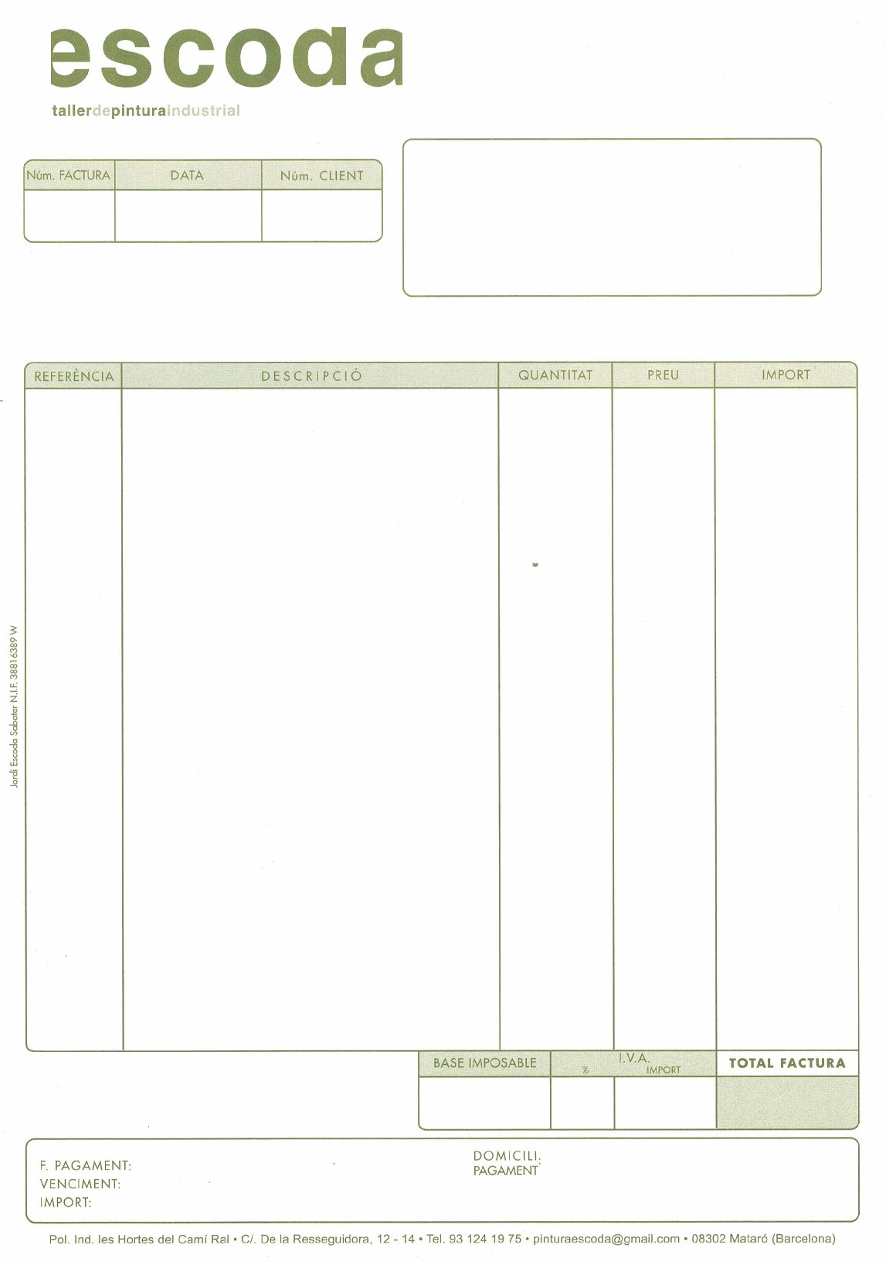 escoda
tallerdepinturaindustrial
Núm. FACTURA DATA Núm. CLIENT
REFERÈNCIA DESCRIPCIÓ QUANTITAT PREU IMPORT
Jordi Escoda Sabater N.I.F. 38816389 W
BASE IMPOSABLE I.V.A. TOTAL FACTURA
% IMPORT
F. PAGAMENT:
VENCIMENT:
IMPORT:
DOMICILI:
PAGAMENT
Pol. Ind. les Hortes del Camí Ral • C/. De la Resseguidora, 12 - 14 • Tel. 93 124 19 75 • pinturaescoda@gmail.com • 08302 Mataró (Barcelona)